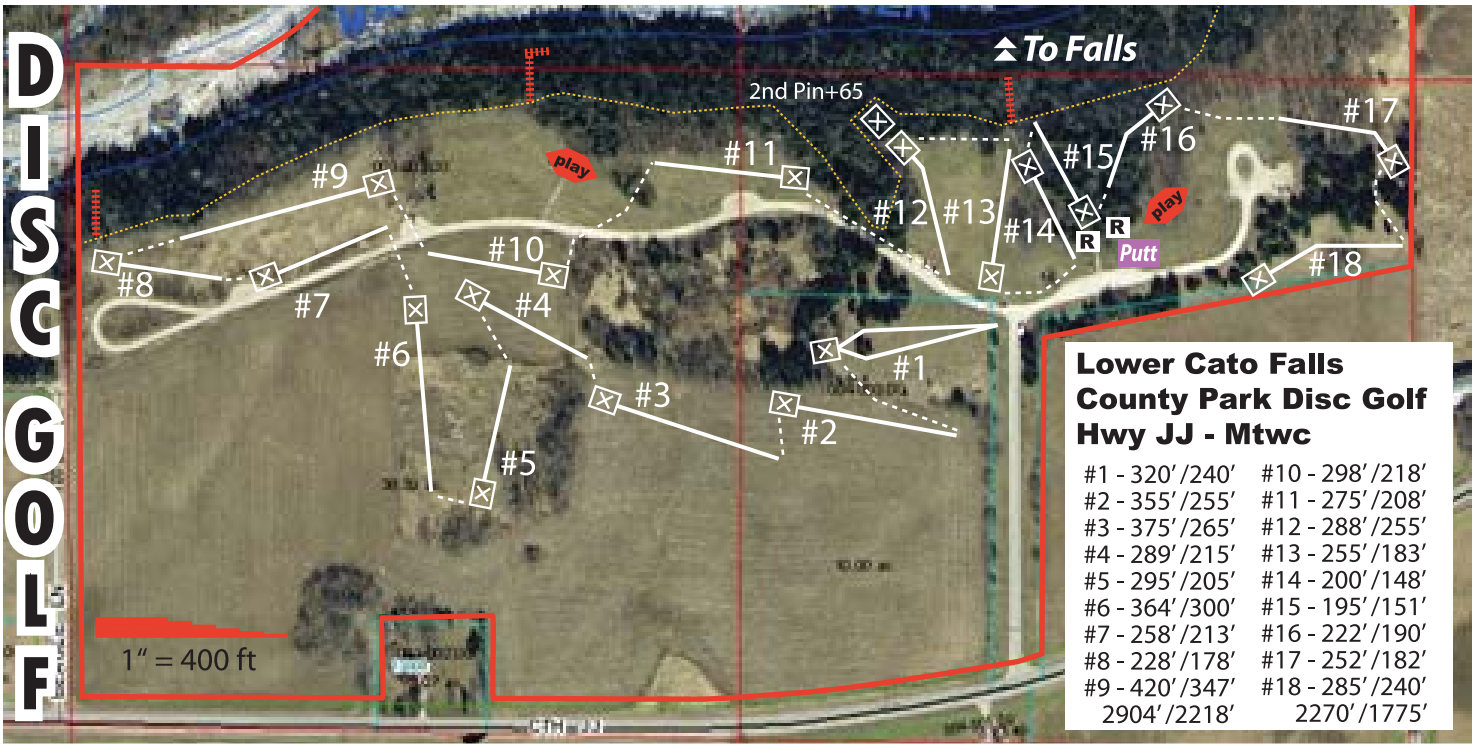 DISC GOLF
To Falls
2nd Pin+65
#17
#16
#15
#11
play
#9
play
#12
#13
#14
R
R
Putt
#10
#18
#8
#7
#4
#6
#1
#3
#2
#5
Lower Cato Falls
County Park Disc Golf
Hwy JJ - Mtwc
#1 - 320’/240’ #10 - 298’/218’
#2 - 355’/255’ #11 - 275’/208’
#3 - 375’/265’ #12 - 288’/255’
#4 - 289’/215’ #13 - 255’/183’
#5 - 295’/205’ #14 - 200’/148’
#6 - 364’/300’ #15 - 195’/151’
#7 - 258’/213’ #16 - 222’/190’
#8 - 228’/178’ #17 - 252’/182’
#9 - 420’/347’ #18 - 285’/240’
2904’/2218’ 2270’/1775’
1“ = 400 ft